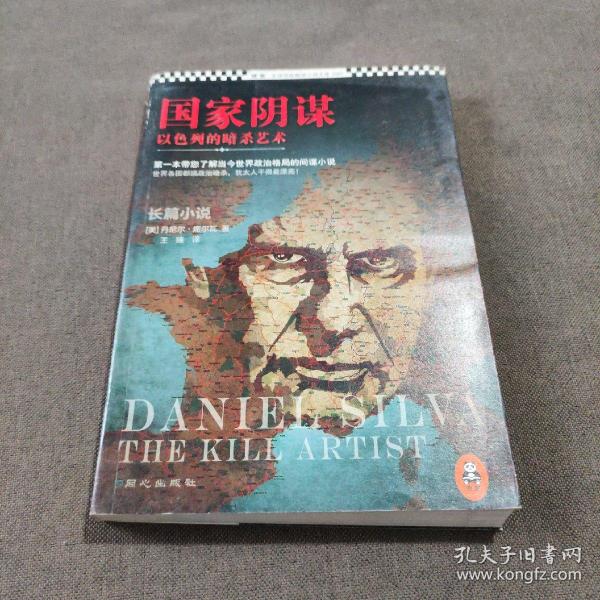 国家阴谋
以色列的暗杀艺术
第一本带您了解当今世界政治格局的间谍小说
世界各国都搞政治暗杀，犹太人干得最漂亮！
长篇小说
[美]丹尼尔·席尔瓦 著
王臻 译
DANIEL SILVA
THE KILL ARTIST
同心出版社
孔夫子旧书网
www.kongfz.com